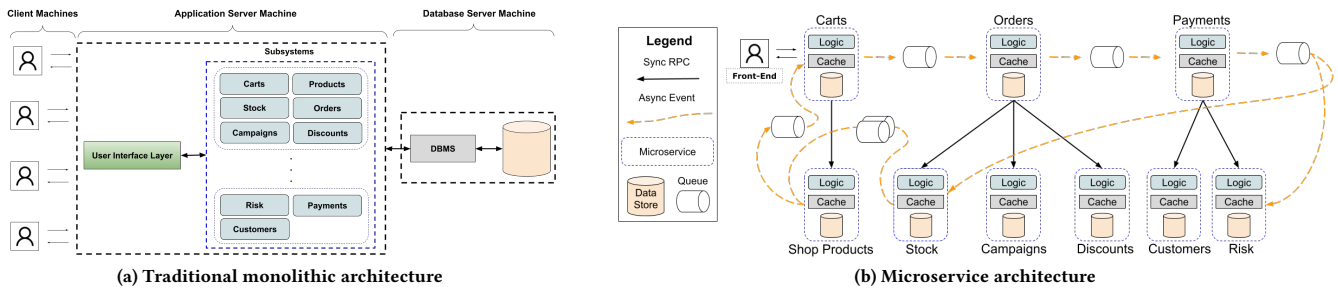 Client Machines
Application Server Machine
Database Server Machine
Subsystems
Carts
Products
Stock
Orders
Campaigns
Discounts
User Interface Layer
DBMS
Risk
Payments
Customers
(a) Traditional monolithic architecture
Legend
Sync RPC
Async Event
Microservice
Data
Store
Queue
Front-End
Carts
Logic
Cache
Orders
Logic
Cache
Payments
Logic
Cache
Logic
Cache
Shop Products
Logic
Cache
Stock
Logic
Cache
Campaigns
Logic
Cache
Discounts
Logic
Cache
Customers
Logic
Cache
Risk
(b) Microservice architecture